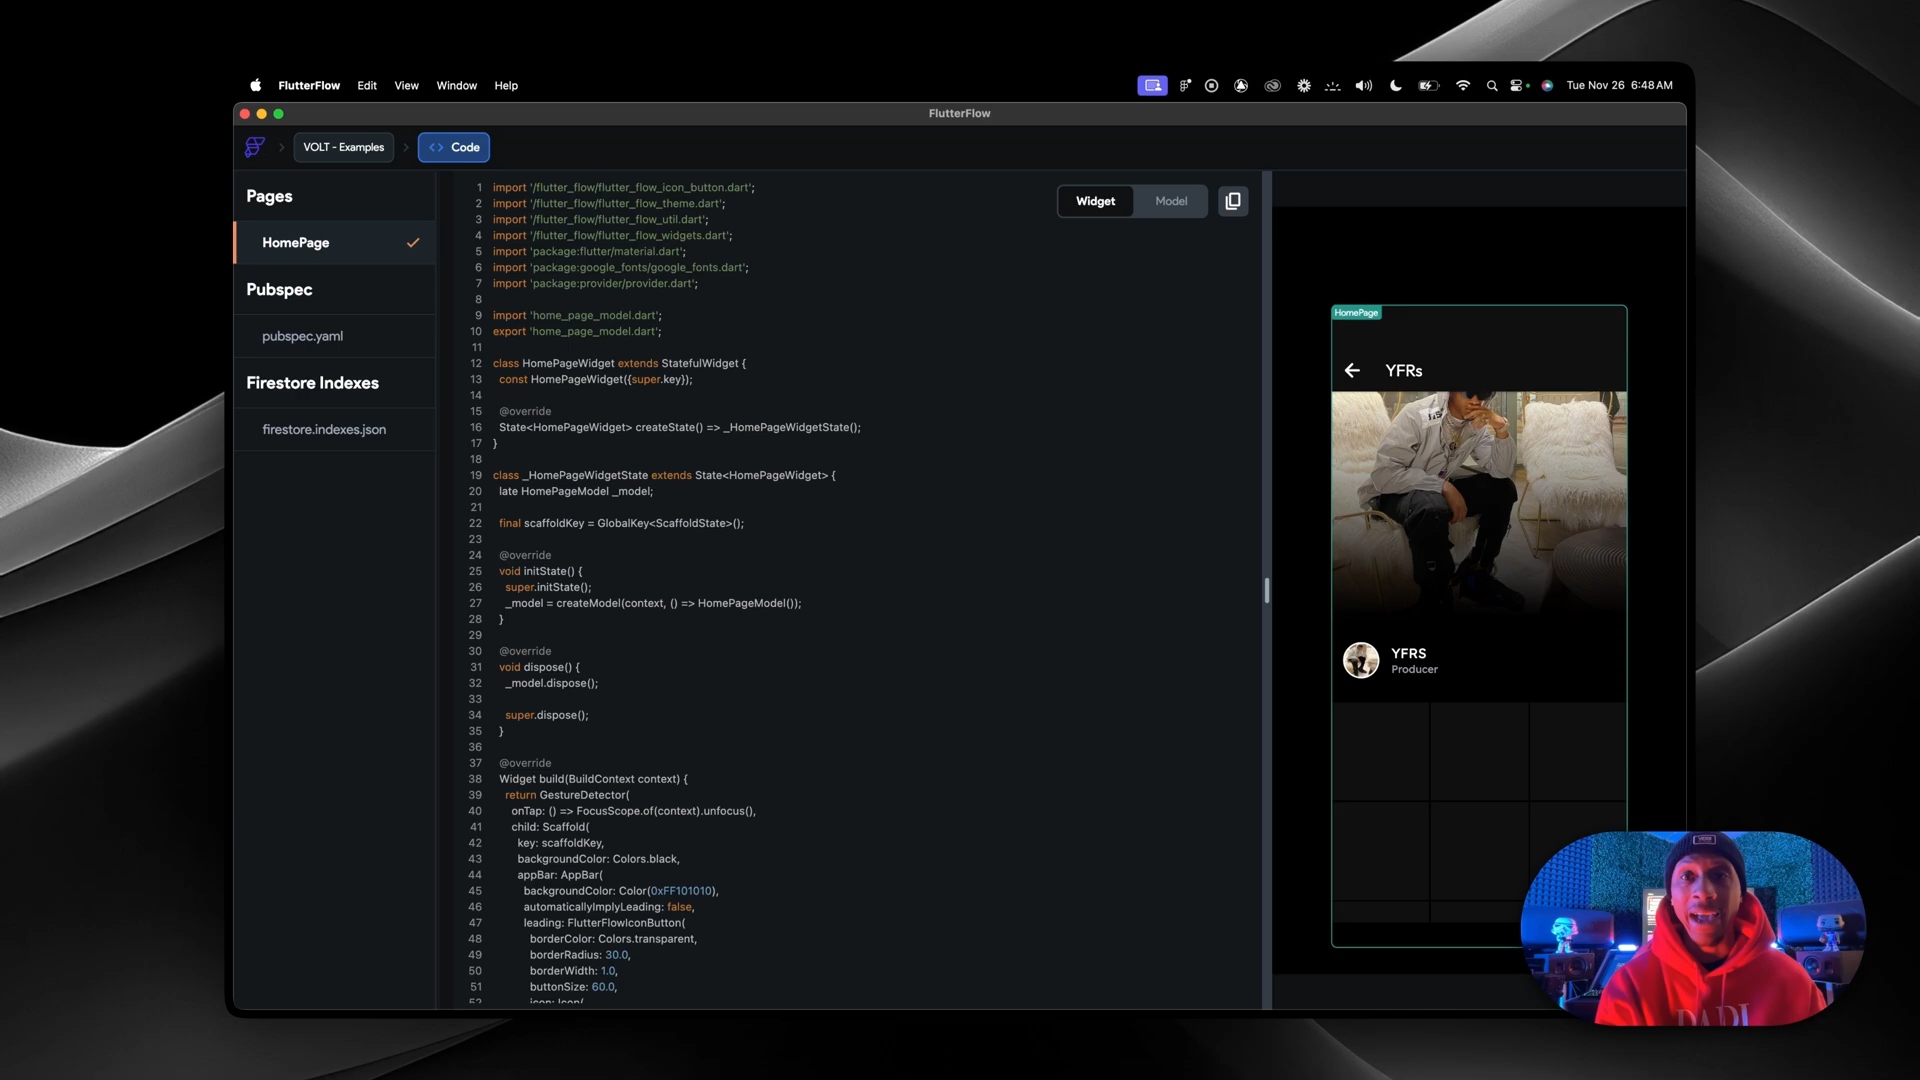 FlutterFlow Edit View Window Help Tue Nov 26 6:48 AM
FlutterFlow
VOLT - Examples <> Code
Pages
HomePage
Pubspec
pubspec.yaml
Firestore Indexes
firestore.indexes.json
Widget Model
1 import '/flutter_flow/flutter_flow_icon_button.dart';
2 import '/flutter_flow/flutter_flow_theme.dart';
3 import '/flutter_flow/flutter_flow_util.dart';
4 import '/flutter_flow/flutter_flow_widgets.dart';
5 import 'package:flutter/material.dart';
6 import 'package:google_fonts/google_fonts.dart';
7 import 'package:provider/provider.dart';
8
9 import 'home_page_model.dart';
10 export 'home_page_model.dart';
11
12 class HomePageWidget extends StatefulWidget {
13 const HomePageWidget({super.key});
14
15 @override
16 State<HomePageWidget> createState() => _HomePageWidgetState();
17 }
18
19 class _HomePageWidgetState extends State<HomePageWidget> {
20 late HomePageModel _model;
21
22 final scaffoldKey = GlobalKey<ScaffoldState>();
23
24 @override
25 void initState() {
26 super.initState();
27 _model = createModel(context, () => HomePageModel());
28 }
29
30 @override
31 void dispose() {
32 _model.dispose();
33
34 super.dispose();
35 }
36
37 @override
38 Widget build(BuildContext context) {
39 return GestureDetector(
40 onTap: () => FocusScope.of(context).unfocus(),
41 child: Scaffold(
42 key: scaffoldKey,
43 backgroundColor: Colors.black,
44 appBar: AppBar(
45 backgroundColor: Color(0xFF101010),
46 automaticallyImplyLeading: false,
47 leading: FlutterFlowIconButton(
48 borderColor: Colors.transparent,
49 borderRadius: 30.0,
50 borderWidth: 1.0,
51 buttonSize: 60.0,
52 icon: Icon(
HomePage
YFRs
YFRS
Producer